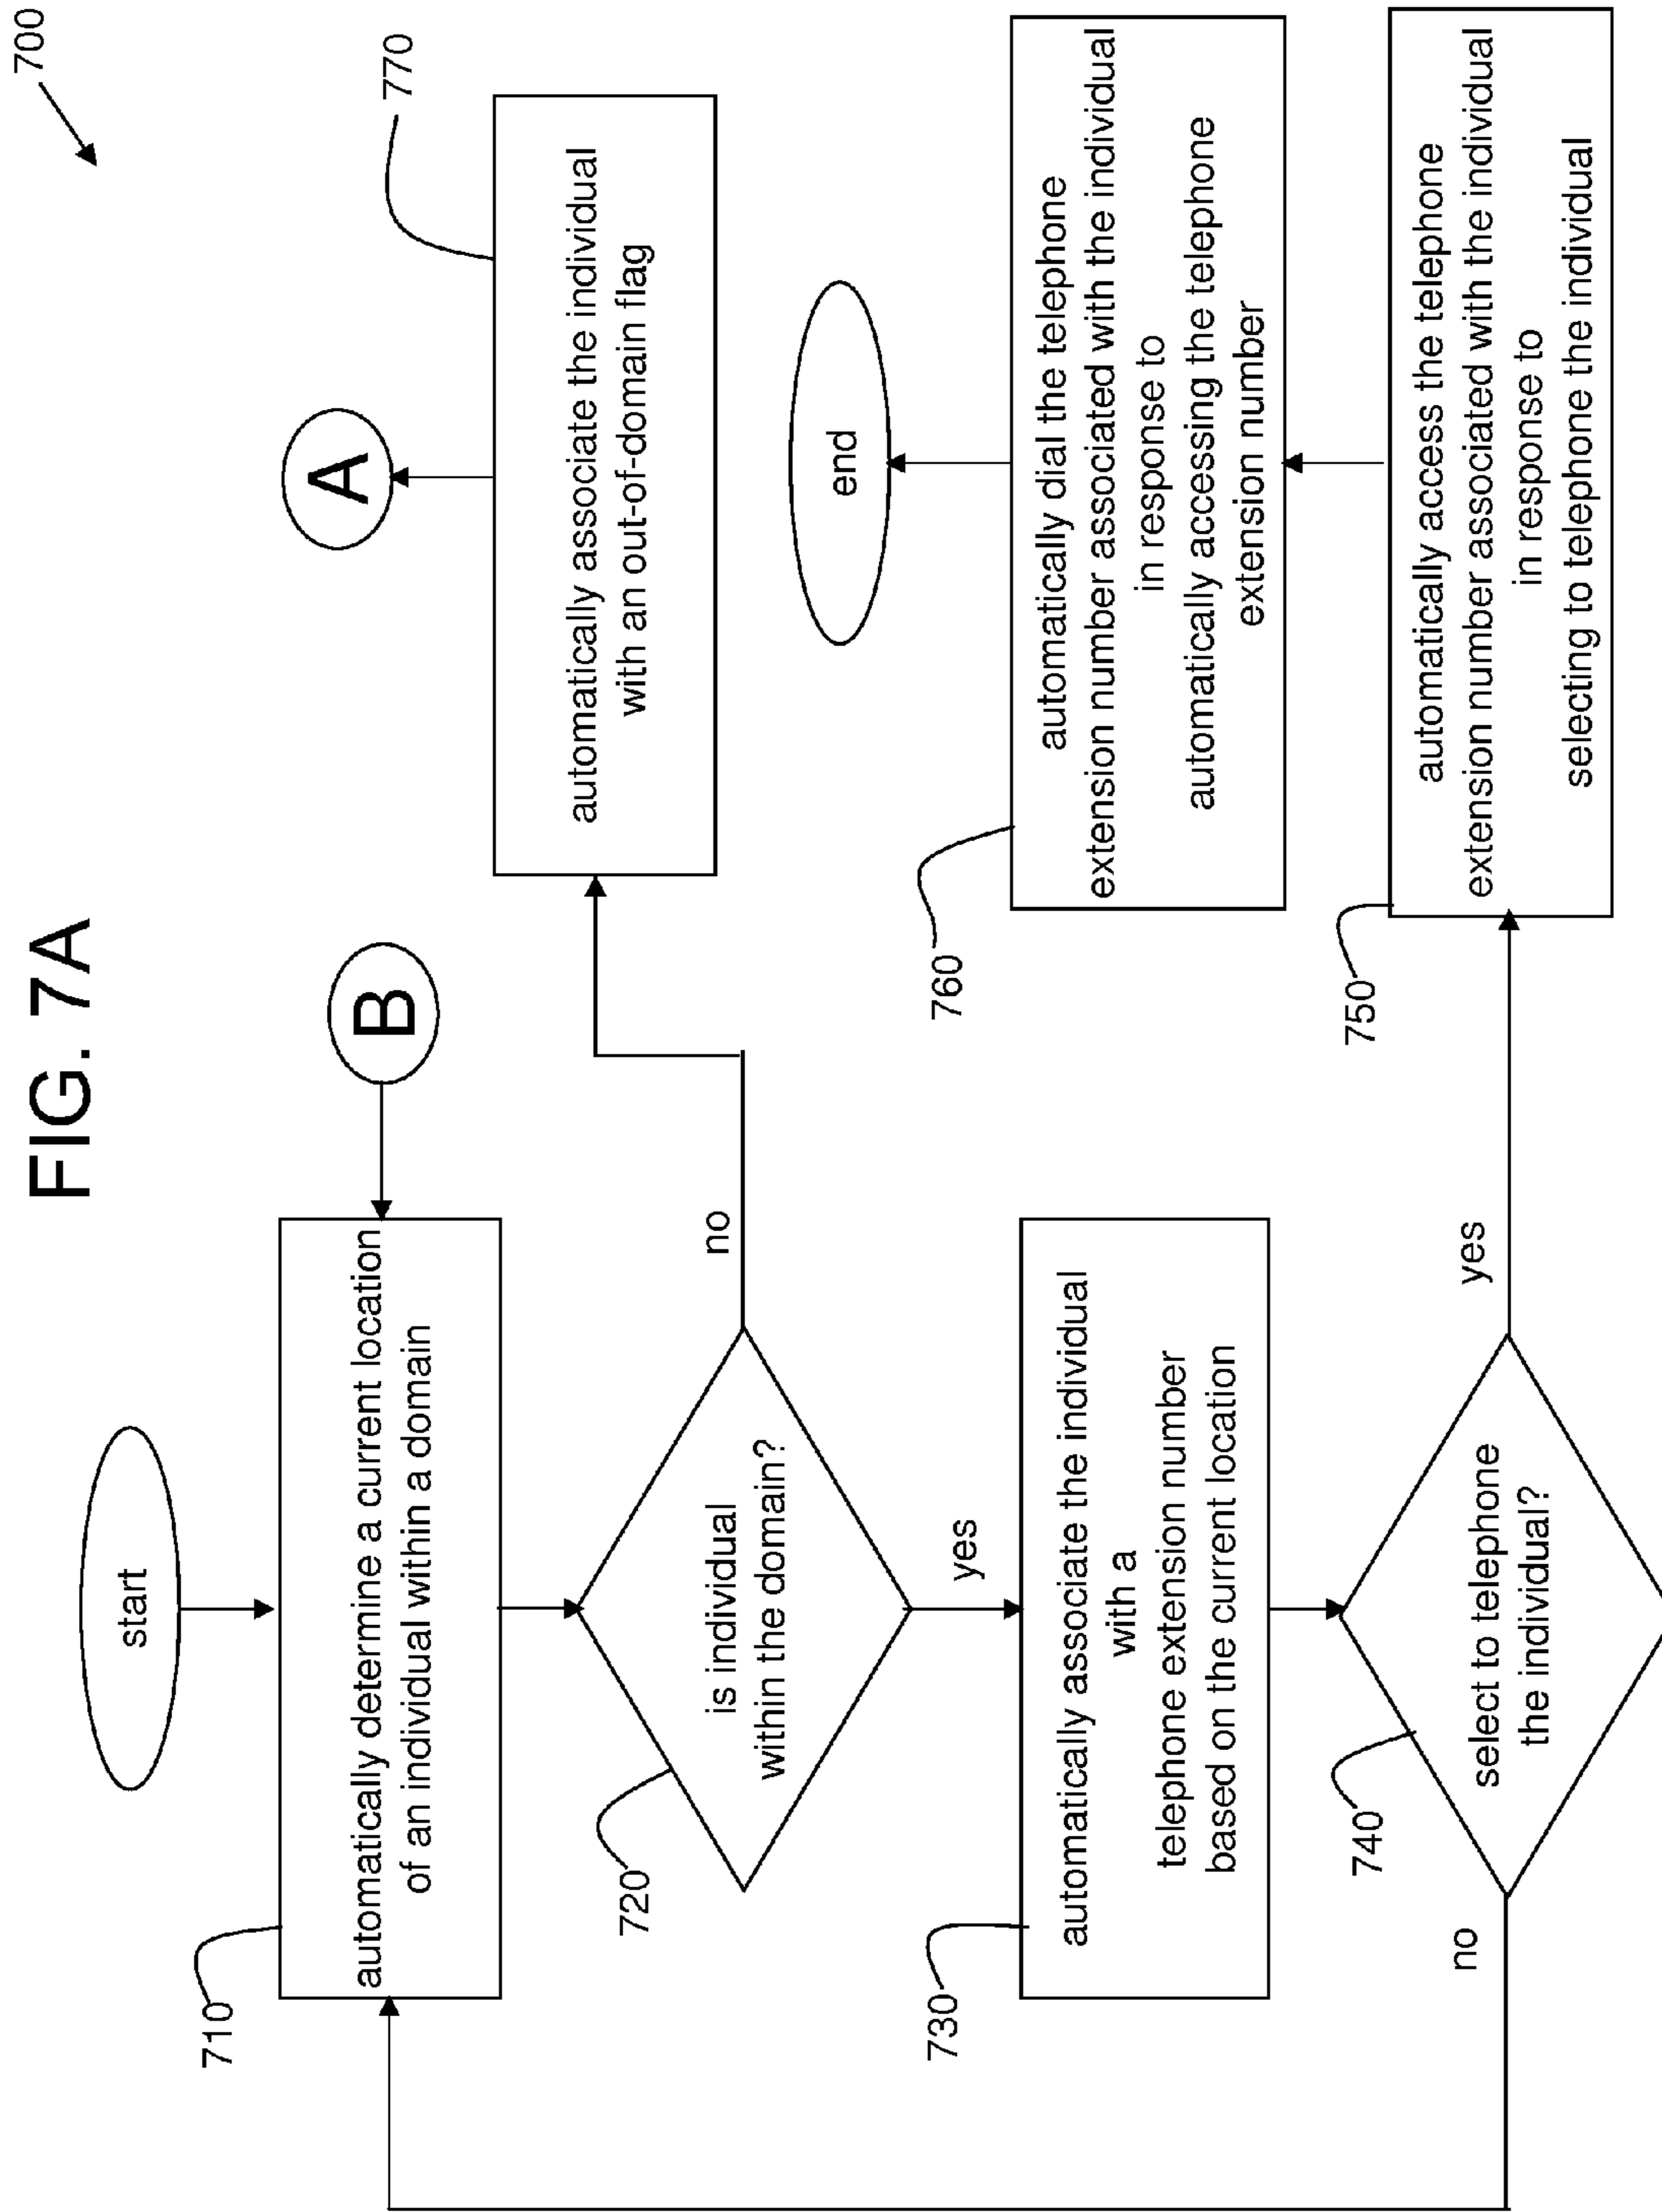 FIG. 7A
700
start
710
automatically determine a current location
of an individual within a domain
B
720
is individual
within the domain?
no
yes
770
automatically associate the individual
with an out-of-domain flag
A
730
automatically associate the individual
with a
telephone extension number
based on the current location
740
select to telephone
the individual?
no
yes
750
automatically access the telephone
extension number associated with the individual
in response to
selecting to telephone the individual
760
automatically dial the telephone
extension number associated with the individual
in response to
automatically accessing the telephone
extension number
end